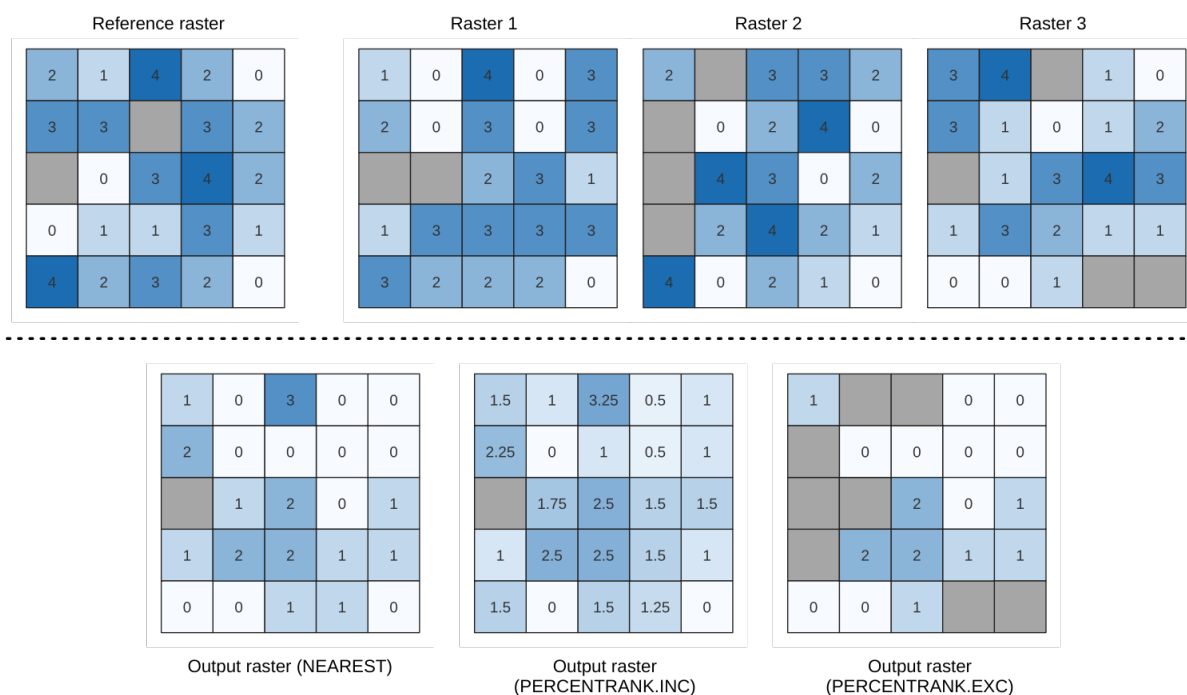 Reference raster Raster 1 Raster 2 Raster 3
2 1 4 2 0 1 0 4 0 3 2 3 3 2 3 4 1 0
3 3 3 2 2 0 3 0 3 0 2 4 0 3 1 0 1 2
0 3 4 2 2 3 1 4 3 0 2 1 3 4 3
0 1 1 3 1 1 3 3 3 3 2 4 2 1 1 3 2 1 1
4 2 3 2 0 3 2 2 2 0 4 0 2 1 0 0 0 1
1 0 3 0 0 1.5 1 3.25 0.5 1 1 0 0
2 0 0 0 0 2.25 0 1 0.5 1 0 0 0 0
1 2 0 1 1.75 2.5 1.5 1.5 2 0 1
1 2 2 1 1 1 2.5 2.5 1.5 1 2 2 1 1
0 0 1 1 0 1.5 0 1.5 1.25 0 0 0 1
Output raster (NEAREST) Output raster Output raster
(PERCENTRANK.INC) (PERCENTRANK.EXC)